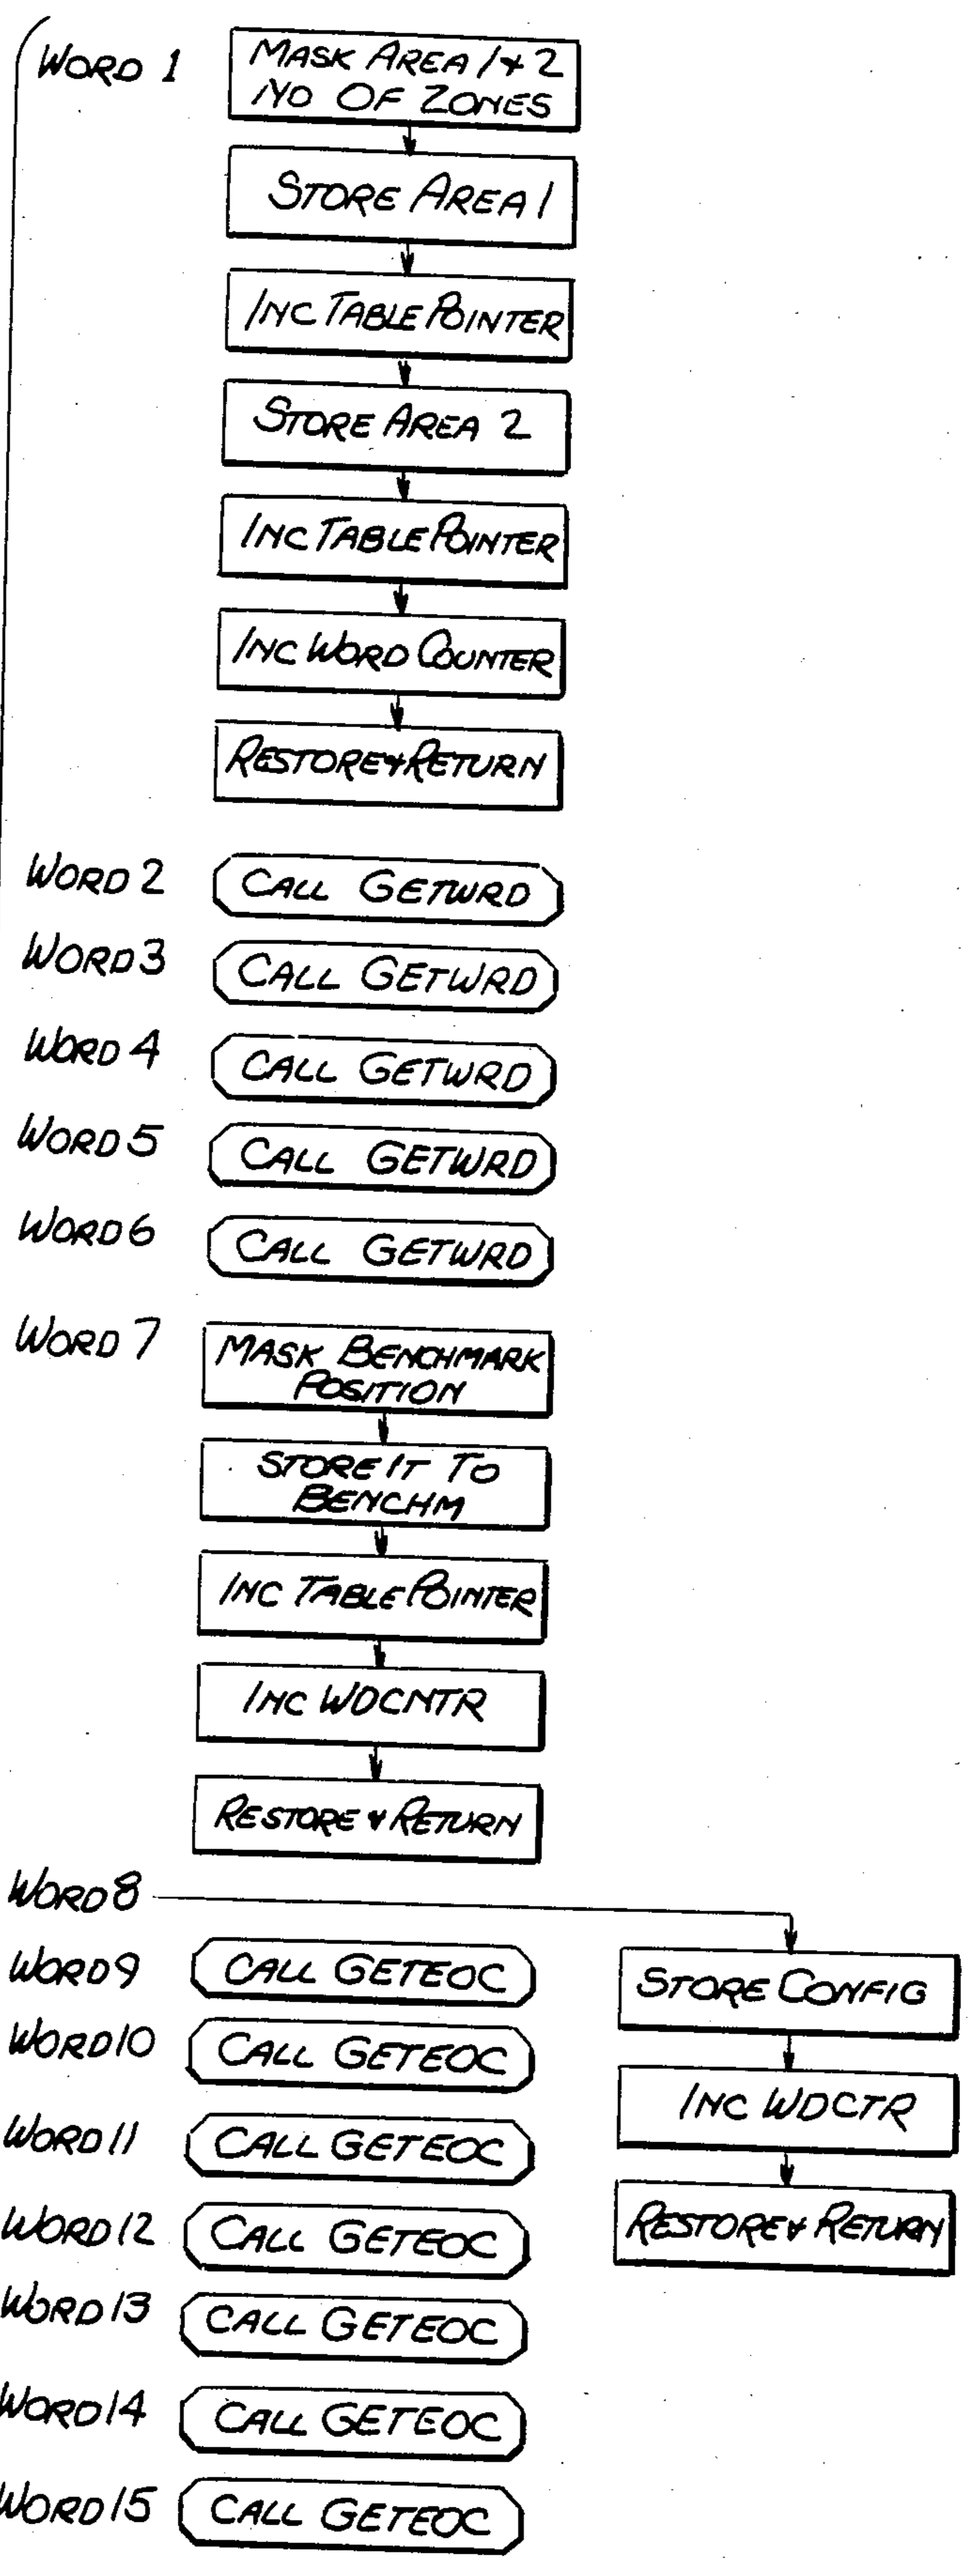 WORD 1
MASK AREA 1 & 2
NO OF ZONES
STORE AREA 1
INC TABLE POINTER
STORE AREA 2
INC TABLE POINTER
INC WORD COUNTER
RESTORE & RETURN
WORD 2 CALL GETWRD
WORD 3 CALL GETWRD
WORD 4 CALL GETWRD
WORD 5 CALL GETWRD
WORD 6 CALL GETWRD
WORD 7
MASK BENCHMARK
POSITION
STORE IT TO
BENCHM
INC TABLE POINTER
INC WDCNTR
RESTORE & RETURN
WORD 8
STORE CONFIG
INC WDCTR
RESTORE & RETURN
WORD 9 CALL GETEOC
WORD 10 CALL GETEOC
WORD 11 CALL GETEOC
WORD 12 CALL GETEOC
WORD 13 CALL GETEOC
WORD 14 CALL GETEOC
WORD 15 CALL GETEOC